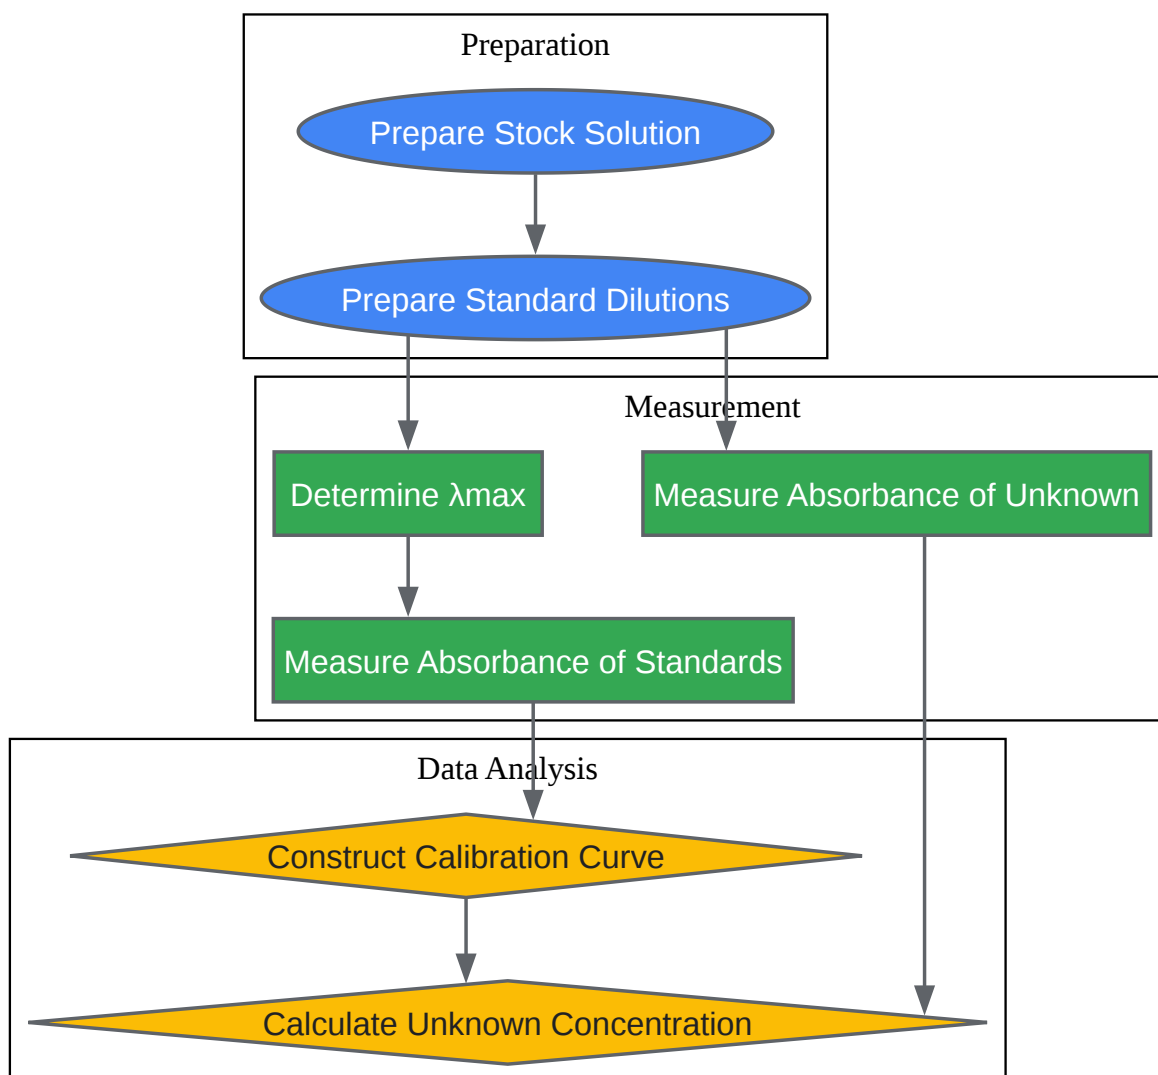 Preparation
Prepare Stock Solution
Prepare Standard Dilutions
Measurement
Determine λmax
Measure Absorbance of Unknown
Measure Absorbance of Standards
Data Analysis
Construct Calibration Curve
Calculate Unknown Concentration